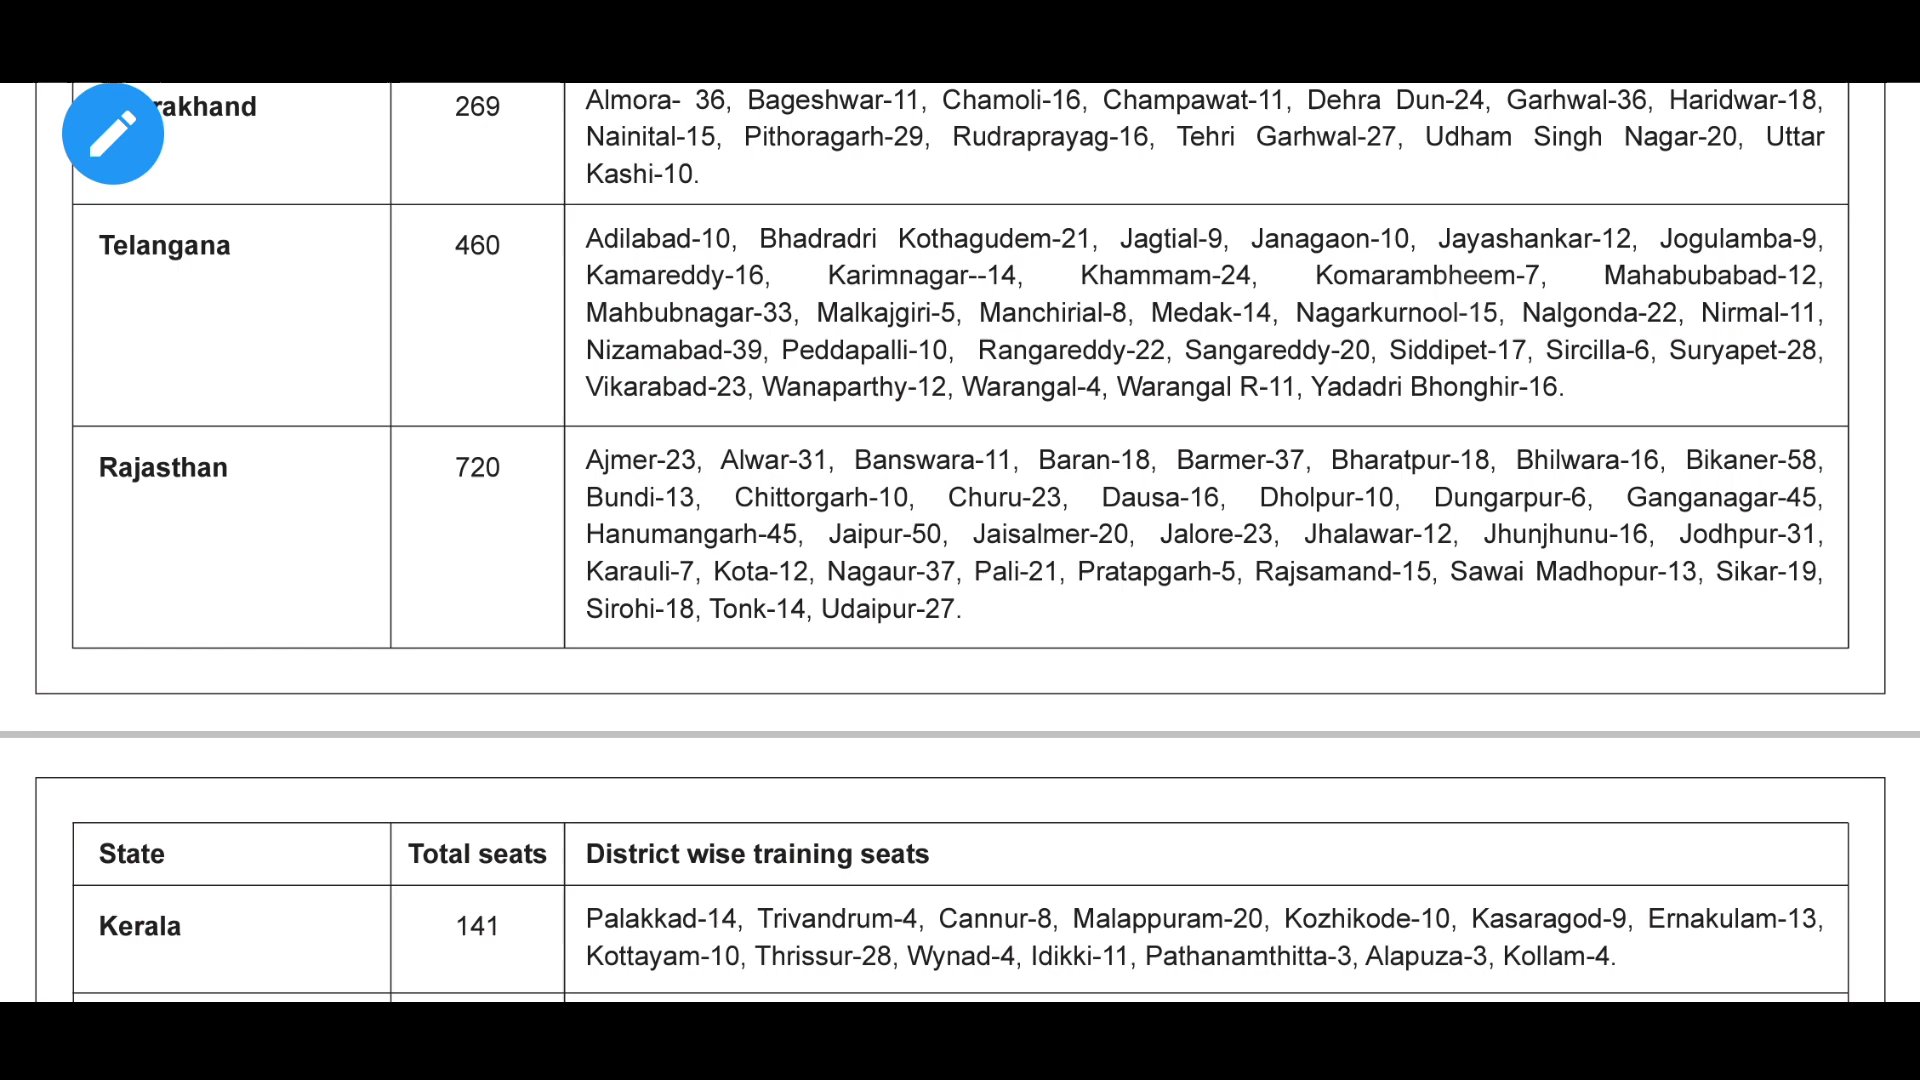 rakhand
269
Almora- 36, Bageshwar-11, Chamoli-16, Champawat-11, Dehra Dun-24, Garhwal-36, Haridwar-18,
Nainital-15, Pithoragarh-29, Rudraprayag-16, Tehri Garhwal-27, Udham Singh Nagar-20, Uttar
Kashi-10.
Telangana
460
Adilabad-10, Bhadradri Kothagudem-21, Jagtial-9, Janagaon-10, Jayashankar-12, Jogulamba-9,
Kamareddy-16, Karimnagar--14, Khammam-24, Komarambheem-7, Mahabubabad-12,
Mahbubnagar-33, Malkajgiri-5, Manchirial-8, Medak-14, Nagarkurnool-15, Nalgonda-22, Nirmal-11,
Nizamabad-39, Peddapalli-10, Rangareddy-22, Sangareddy-20, Siddipet-17, Sircilla-6, Suryapet-28,
Vikarabad-23, Wanaparthy-12, Warangal-4, Warangal R-11, Yadadri Bhonghir-16.
Rajasthan
720
Ajmer-23, Alwar-31, Banswara-11, Baran-18, Barmer-37, Bharatpur-18, Bhilwara-16, Bikaner-58,
Bundi-13, Chittorgarh-10, Churu-23, Dausa-16, Dholpur-10, Dungarpur-6, Ganganagar-45,
Hanumangarh-45, Jaipur-50, Jaisalmer-20, Jalore-23, Jhalawar-12, Jhunjhunu-16, Jodhpur-31,
Karauli-7, Kota-12, Nagaur-37, Pali-21, Pratapgarh-5, Rajsamand-15, Sawai Madhopur-13, Sikar-19,
Sirohi-18, Tonk-14, Udaipur-27.
State
Total seats
District wise training seats
Kerala
141
Palakkad-14, Trivandrum-4, Cannur-8, Malappuram-20, Kozhikode-10, Kasaragod-9, Ernakulam-13,
Kottayam-10, Thrissur-28, Wynad-4, Idikki-11, Pathanamthitta-3, Alapuza-3, Kollam-4.